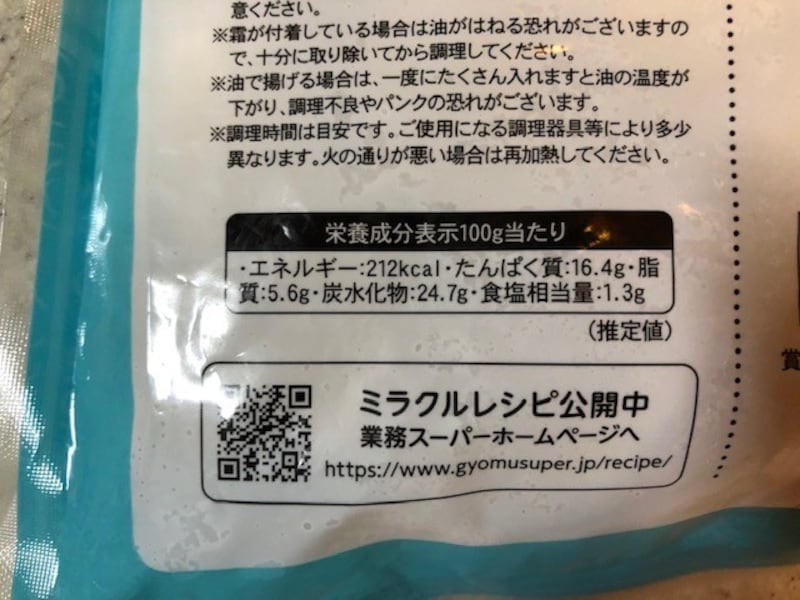 意ください。
※霜が付着している場合は油がはねる恐れがございますの
で、十分に取り除いてから調理してください。
※油で揚げる場合は、一度にたくさん入れますと油の温度が
下がり、調理不良やパンクの恐れがございます。
※調理時間は目安です。ご使用になる調理器具等により多少
異なります。火の通りが悪い場合は再加熱してください。
栄養成分表示100g当たり
・エネルギー:212kcal・たんぱく質:16.4g・脂
質:5.6g・炭水化物:24.7g・食塩相当量:1.3g
(推定値)
ミラクルレシピ公開中
業務スーパーホームページへ
https://www.gyomusuper.jp/recipe/
賞